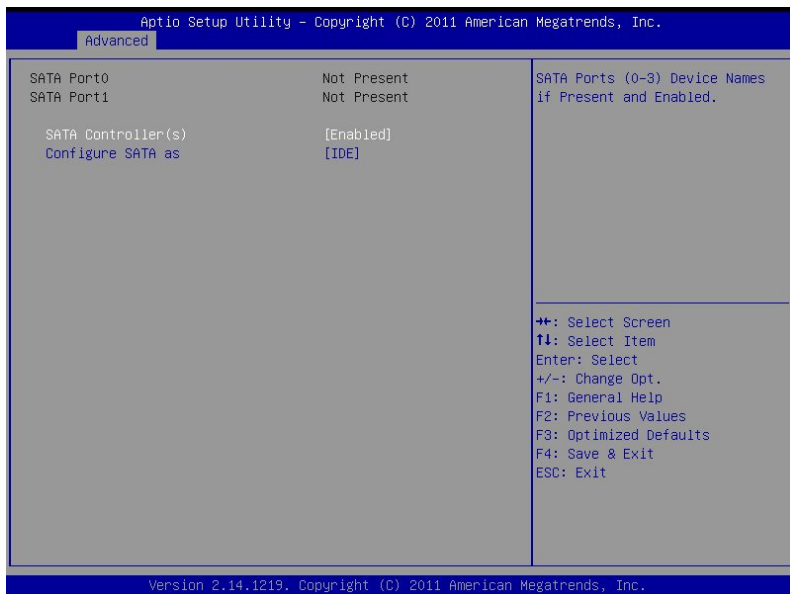 Aptio Setup Utility – Copyright (C) 2011 American Megatrends, Inc.
Advanced
SATA Port0 Not Present
SATA Port1 Not Present
SATA Controller(s) [Enabled]
Configure SATA as [IDE]
SATA Ports (0-3) Device Names
if Present and Enabled.
→←: Select Screen
↑↓: Select Item
Enter: Select
+/-: Change Opt.
F1: General Help
F2: Previous Values
F3: Optimized Defaults
F4: Save & Exit
ESC: Exit
Version 2.14.1219. Copyright (C) 2011 American Megatrends, Inc.